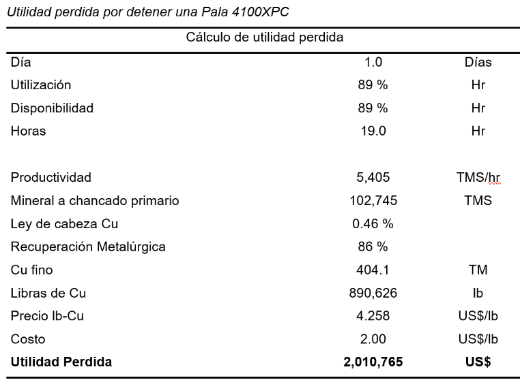 Utilidad perdida por detener una Pala 4100XPC
Cálculo de utilidad perdida
Día 1.0 Días
Utilización 89 % Hr
Disponibilidad 89 % Hr
Horas 19.0 Hr
Productividad 5,405 TMS/hr
Mineral a chancado primario 102,745 TMS
Ley de cabeza Cu 0.46 %
Recuperación Metalúrgica 86 %
Cu fino 404.1 TM
Libras de Cu 890,626 lb
Precio lb-Cu 4.258 US$/lb
Costo 2.00 US$/lb
Utilidad Perdida 2,010,765 US$